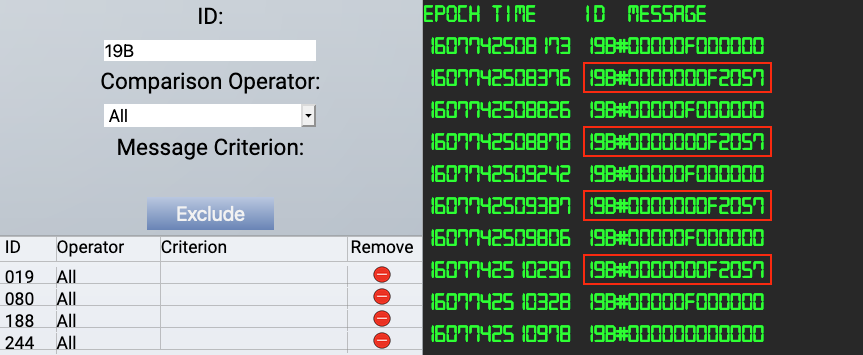 ID:
19B
Comparison Operator:
All
Message Criterion:
Exclude
ID Operator Criterion Remove
019 All
080 All
188 All
244 All
EPOCH TIME ID MESSAGE
1607742508173 19B#00000F000000
1607742508376 19B#0000000F2057
1607742508826 19B#00000F000000
1607742508878 19B#0000000F2057
1607742509242 19B#00000F000000
1607742509387 19B#0000000F2057
1607742509806 19B#00000F000000
1607742510290 19B#0000000F2057
1607742510328 19B#00000F000000
1607742510978 19B#000000000000